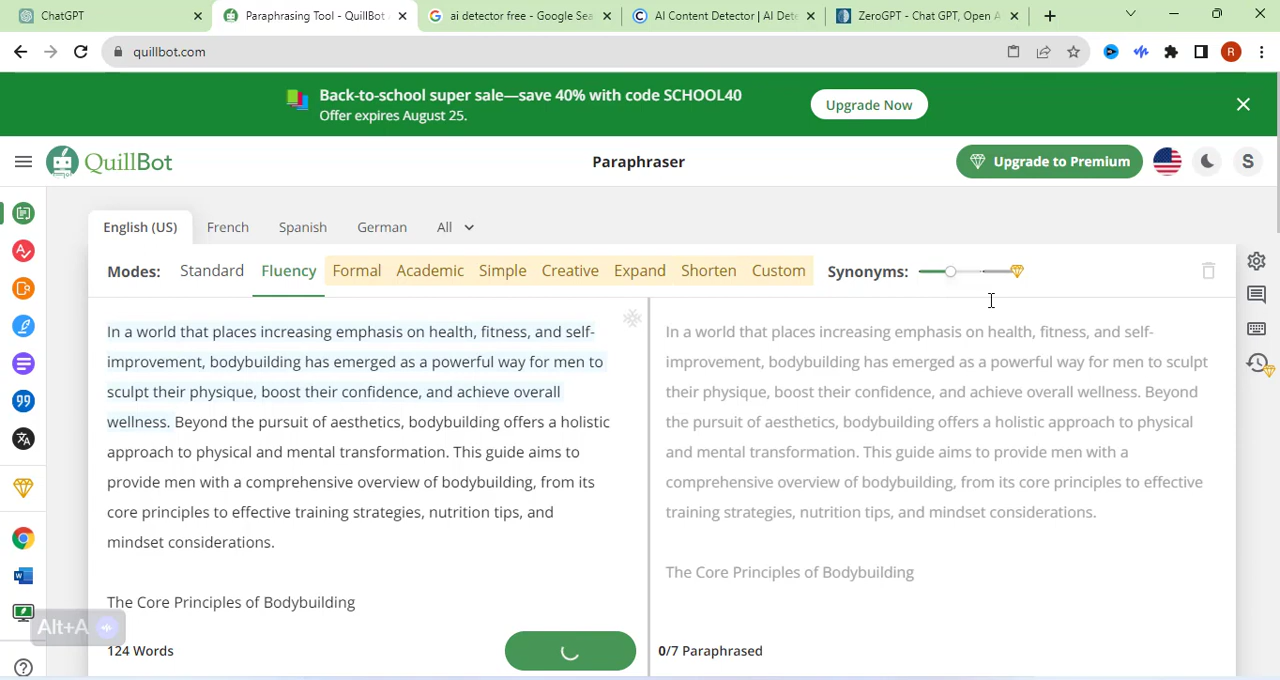 ChatGPT
Paraphrasing Tool - QuillBot A
ai detector free - Google Sea
AI Content Detector | AI Dete
ZeroGPT - Chat GPT, Open A
quillbot.com
R
Back-to-school super sale—save 40% with code SCHOOL40
Offer expires August 25.
Upgrade Now
QuillBot
Paraphraser
Upgrade to Premium
S
English (US)
French
Spanish
German
All
Modes:
Standard
Fluency
Formal
Academic
Simple
Creative
Expand
Shorten
Custom
Synonyms:
In a world that places increasing emphasis on health, fitness, and self-
improvement, bodybuilding has emerged as a powerful way for men to
sculpt their physique, boost their confidence, and achieve overall
wellness. Beyond the pursuit of aesthetics, bodybuilding offers a holistic
approach to physical and mental transformation. This guide aims to
provide men with a comprehensive overview of bodybuilding, from its
core principles to effective training strategies, nutrition tips, and
mindset considerations.
The Core Principles of Bodybuilding
124 Words
In a world that places increasing emphasis on health, fitness, and self-
improvement, bodybuilding has emerged as a powerful way for men to sculpt
their physique, boost their confidence, and achieve overall wellness. Beyond
the pursuit of aesthetics, bodybuilding offers a holistic approach to physical
and mental transformation. This guide aims to provide men with a
comprehensive overview of bodybuilding, from its core principles to effective
training strategies, nutrition tips, and mindset considerations.
The Core Principles of Bodybuilding
0/7 Paraphrased
Alt+A